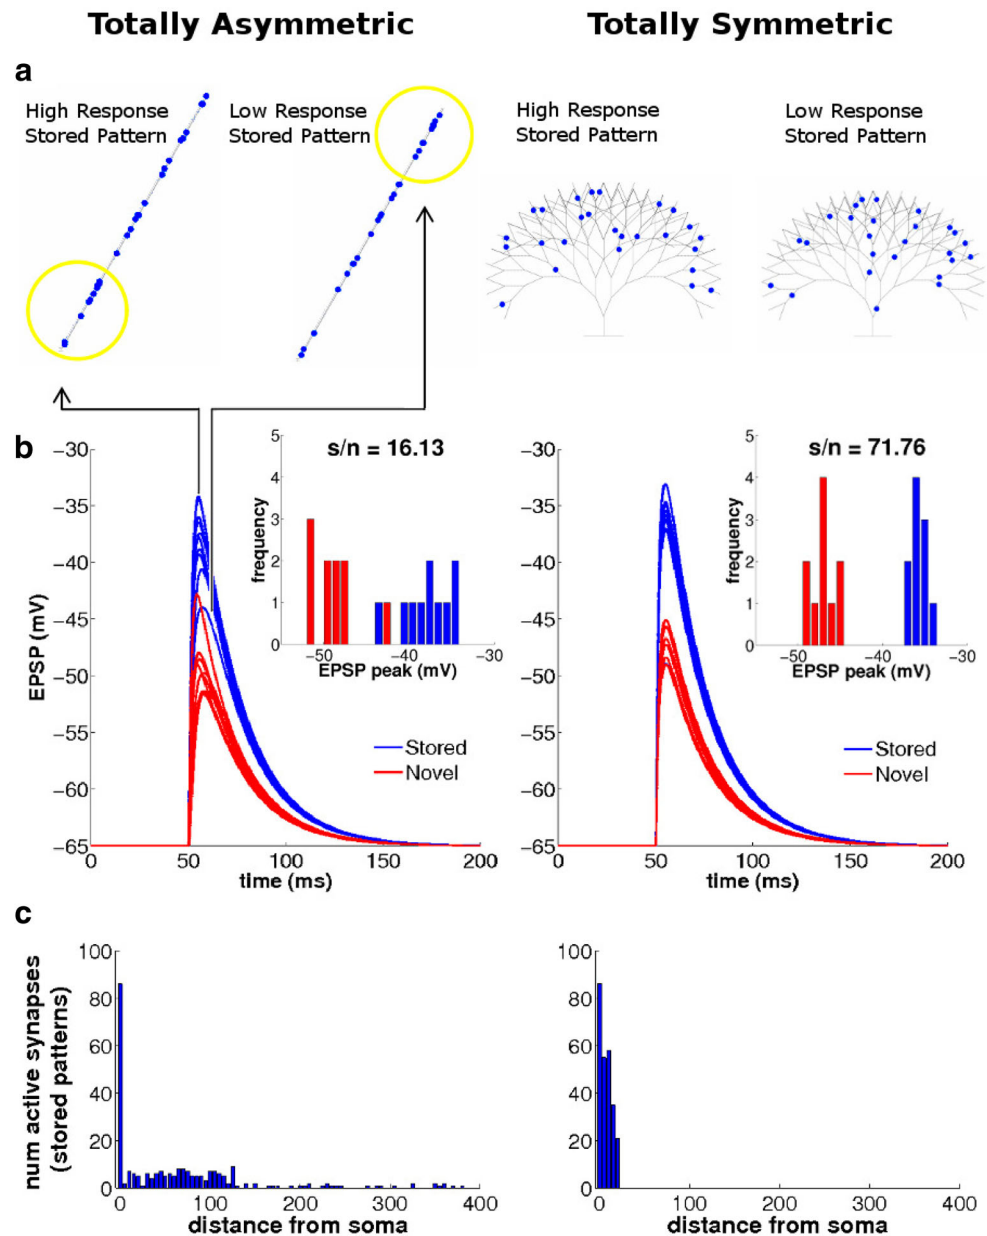 Totally Asymmetric
Totally Symmetric
a
High Response
Stored Pattern
Low Response
Stored Pattern
High Response
Stored Pattern
Low Response
Stored Pattern
b
−30
−35
−40
−45
−50
−55
−60
−65
EPSP (mV)
0
50
100
150
200
time (ms)
s/n = 16.13
5
4
3
2
1
0
frequency
−50
−40
−30
EPSP peak (mV)
Stored
Novel
−30
−35
−40
−45
−50
−55
−60
−65
0
50
100
150
200
time (ms)
s/n = 71.76
5
4
3
2
1
0
frequency
−50
−40
−30
EPSP peak (mV)
Stored
Novel
c
num active synapses
(stored patterns)
100
80
60
40
20
0
0
100
200
300
400
distance from soma
100
80
60
40
20
0
0
100
200
300
400
distance from soma